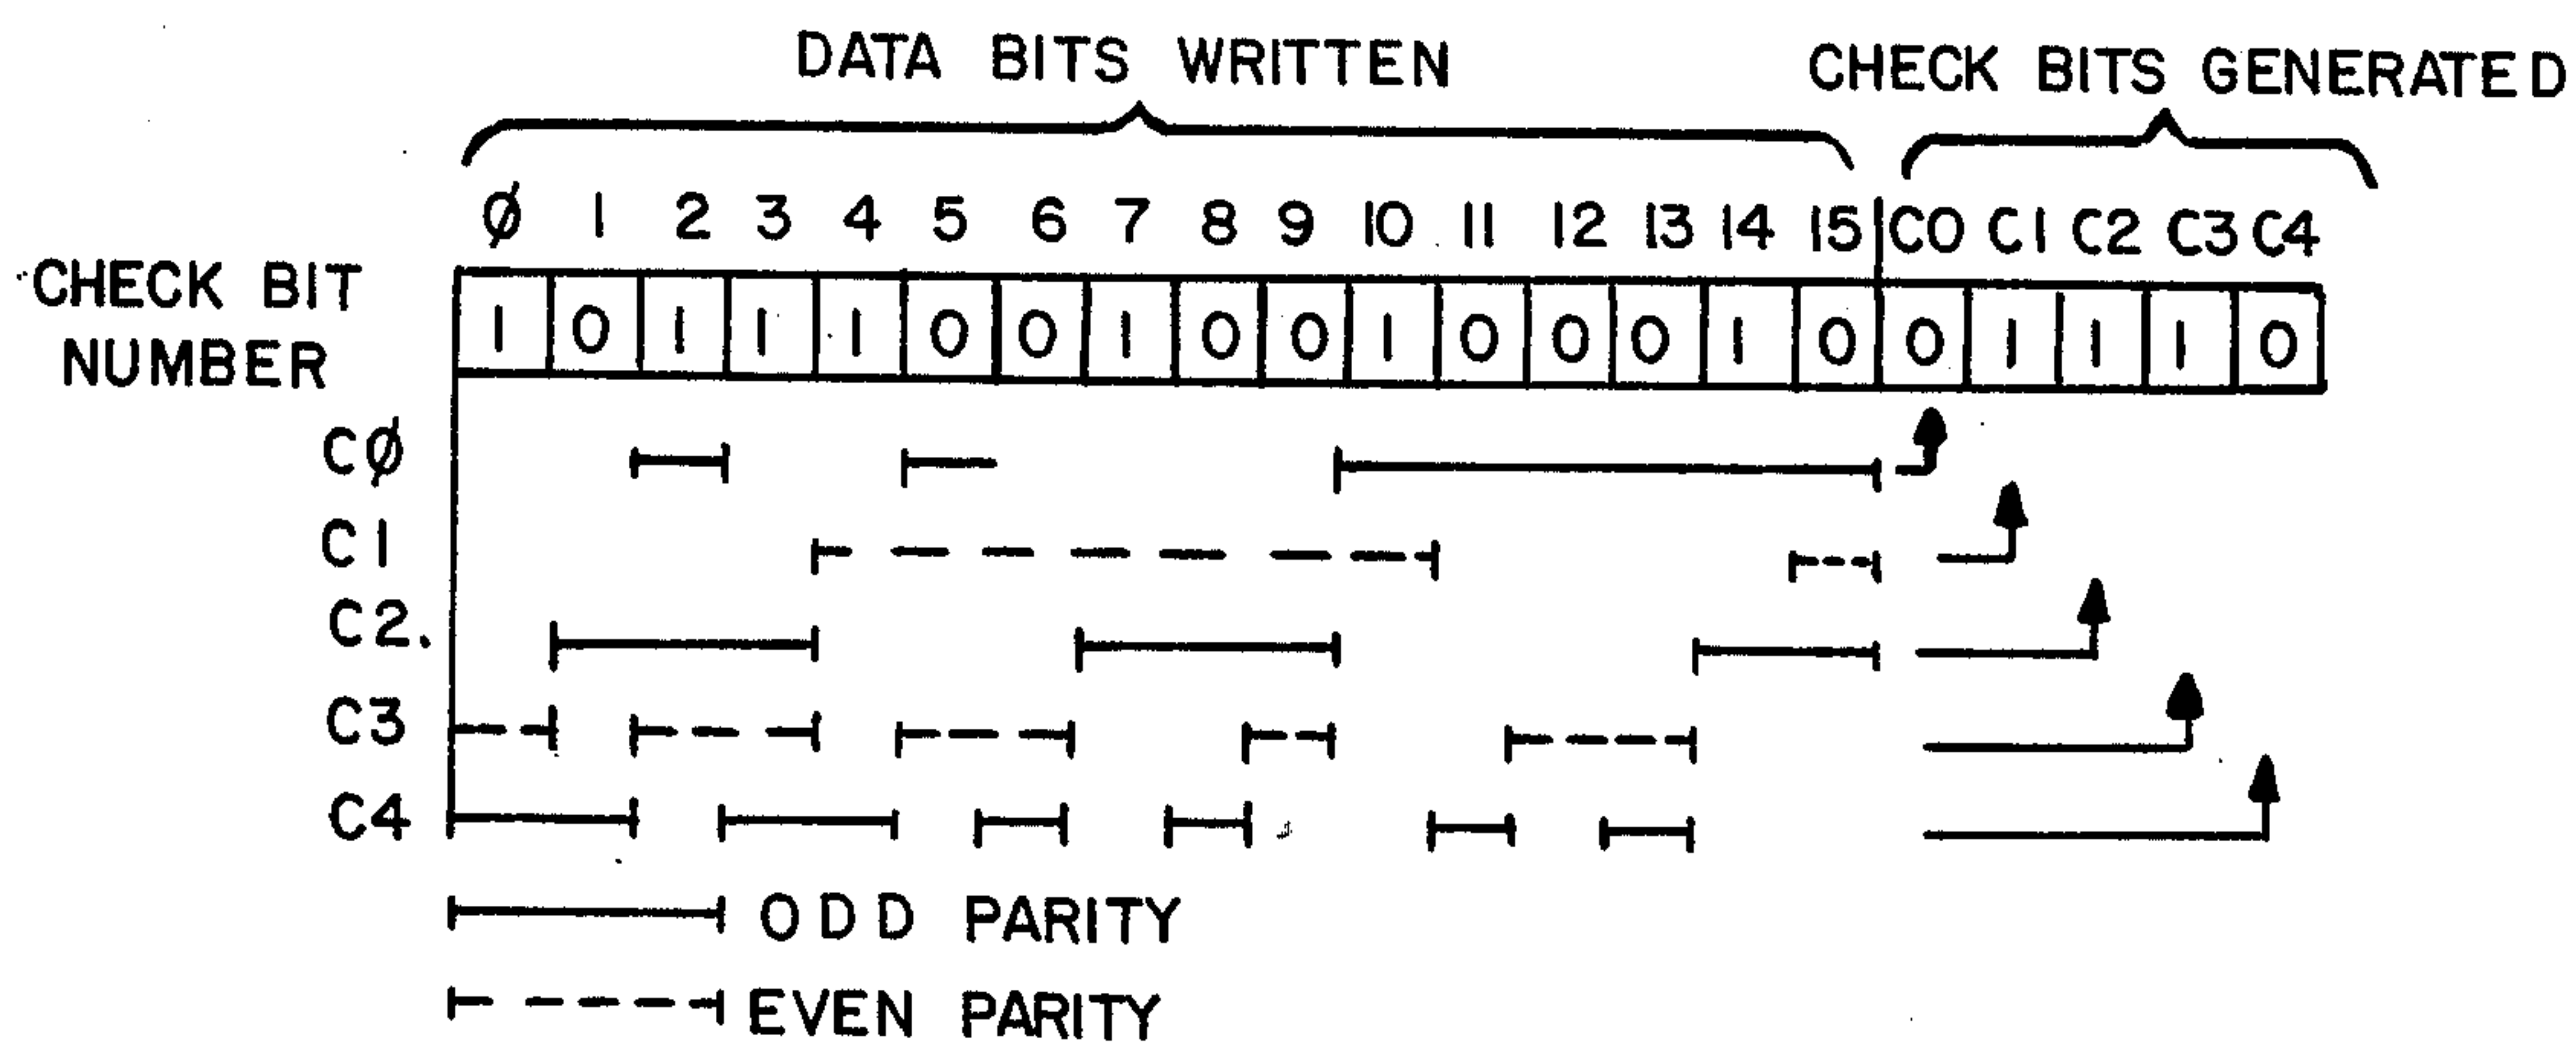 DATA BITS WRITTEN CHECK BITS GENERATED
Ø 1 2 3 4 5 6 7 8 9 10 11 12 13 14 15 C0 C1 C2 C3 C4
CHECK BIT
NUMBER
1 0 1 1 1 0 0 1 0 0 1 0 0 0 1 0 0 1 1 1 0
CØ
C1
C2.
C3
C4
ODD PARITY
EVEN PARITY